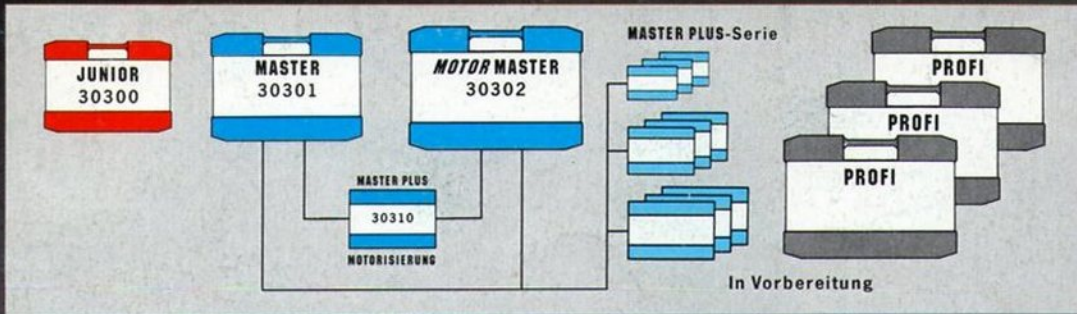 JUNIOR
30300
MASTER
30301
MOTOR MASTER
30302
MASTER PLUS
30310
MOTORISIERUNG
MASTER PLUS-Serie
PROFI
PROFI
PROFI
In Vorbereitung